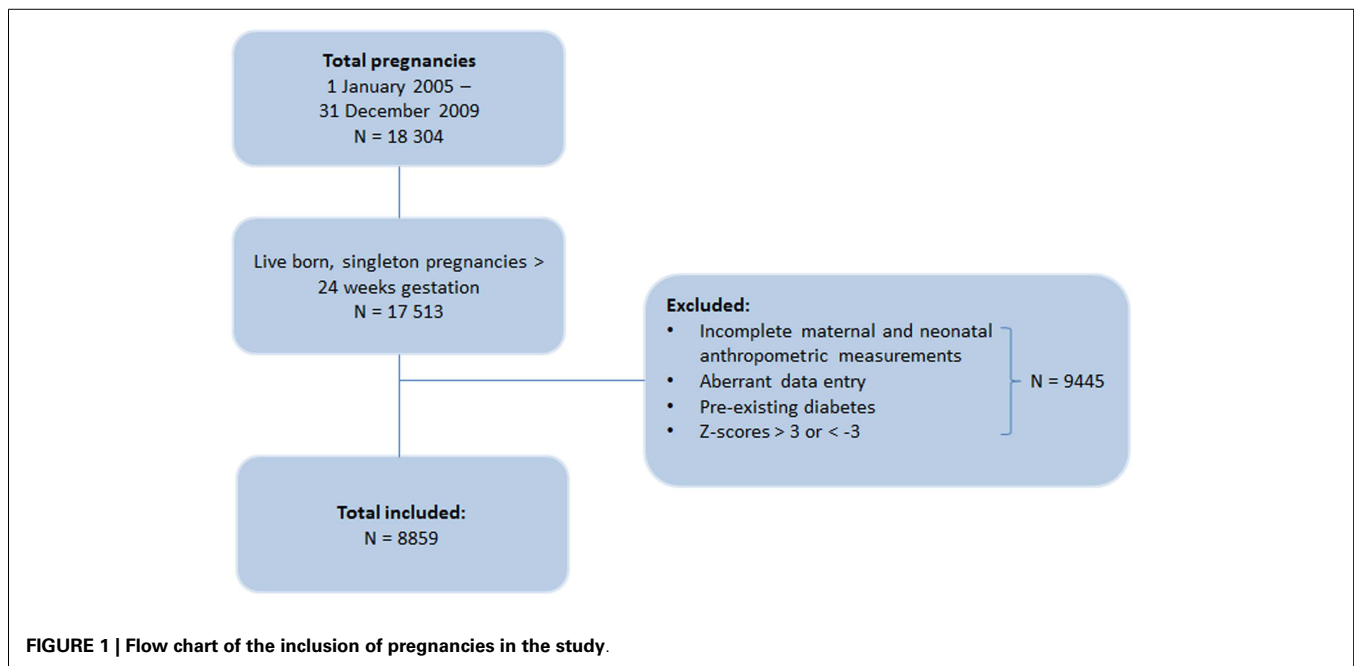 Total pregnancies
1 January 2005 –
31 December 2009
N = 18 304
Live born, singleton pregnancies >
24 weeks gestation
N = 17 513
Excluded:
• Incomplete maternal and neonatal
anthropometric measurements
• Aberrant data entry
• Pre-existing diabetes
• Z-scores > 3 or < -3
N = 9445
Total included:
N = 8859
FIGURE 1 | Flow chart of the inclusion of pregnancies in the study.